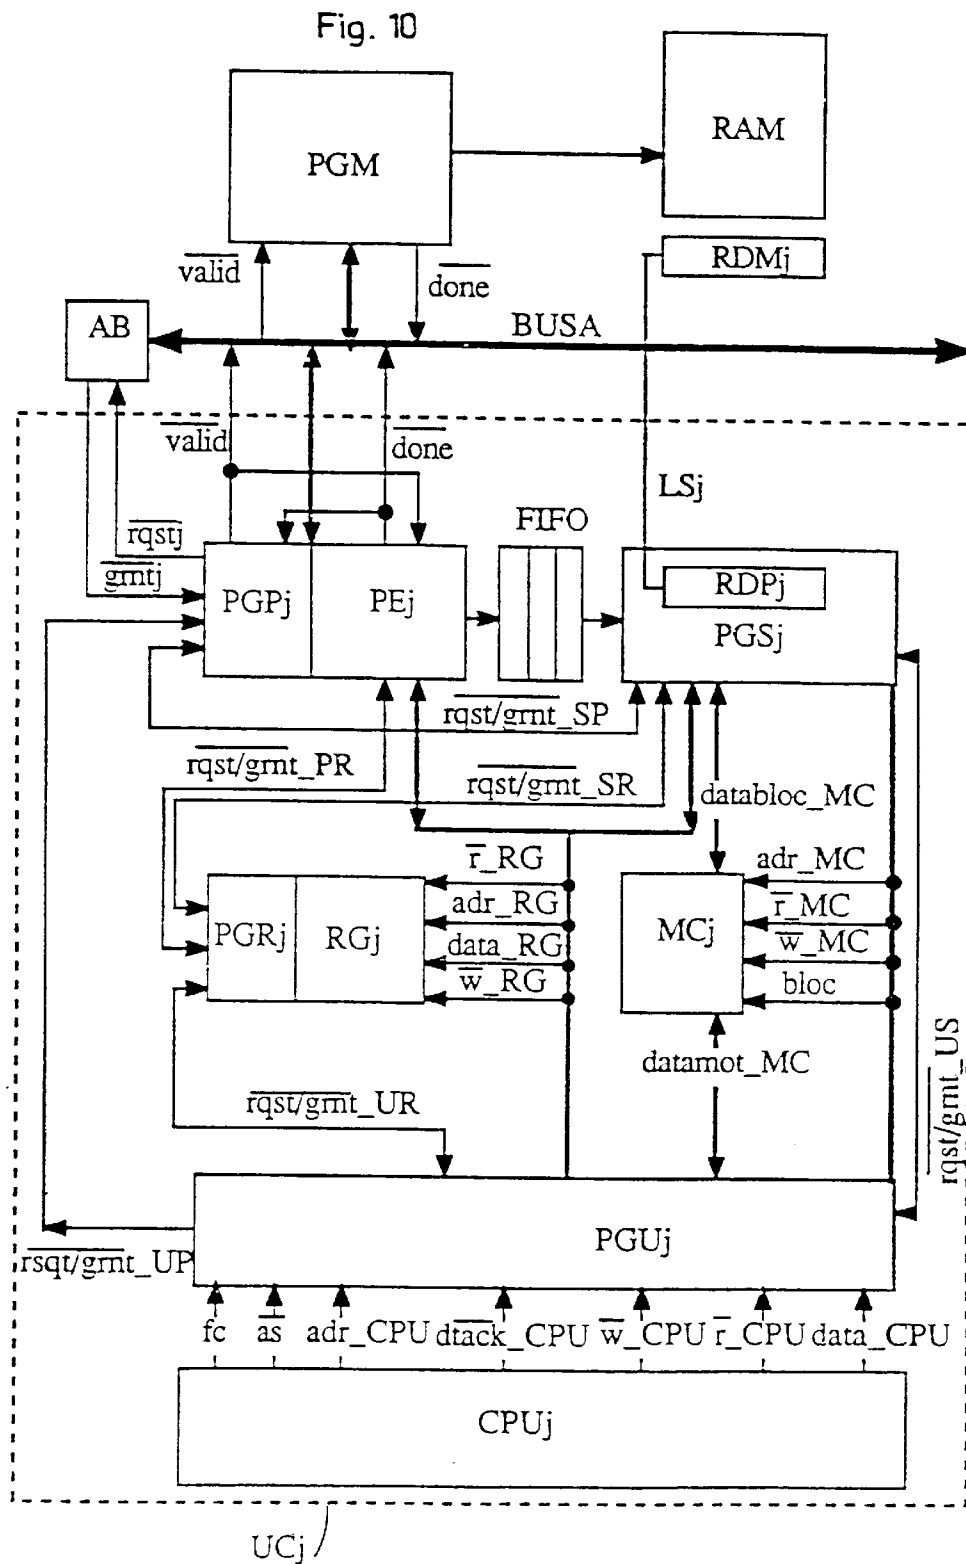 Fig. 10
PGM
RAM
RDMj
valid
done
AB
BUSA
valid
done
LSj
rqstj
grntj
FIFO
PGPj
PEj
RDPj
PGSj
rqst/grnt_SP
rqst/grnt_PR
rqst/grnt_SR
databloc_MC
r_RG
adr_MC
adr_RG
r_MC
PGRj
RGj
MCj
data_RG
w_MC
w_RG
bloc
datamot_MC
rqst/grnt_UR
rqst/grnt_US
PGUj
rsqt/grnt_UP
fc
as
adr_CPU
dtack_CPU
w_CPU
r_CPU
data_CPU
CPUj
UCj